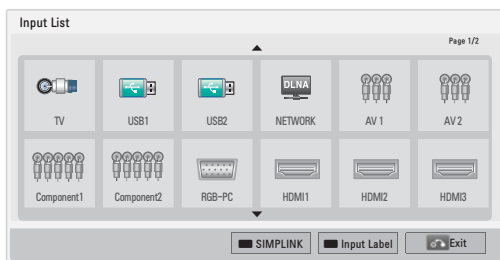 Input List
Page 1/2
DLNA
TV USB1 USB2 NETWORK AV 1 AV 2
Component1 Component2 RGB-PC HDMI1 HDMI2 HDMI3
SIMPLINK Input Label Exit